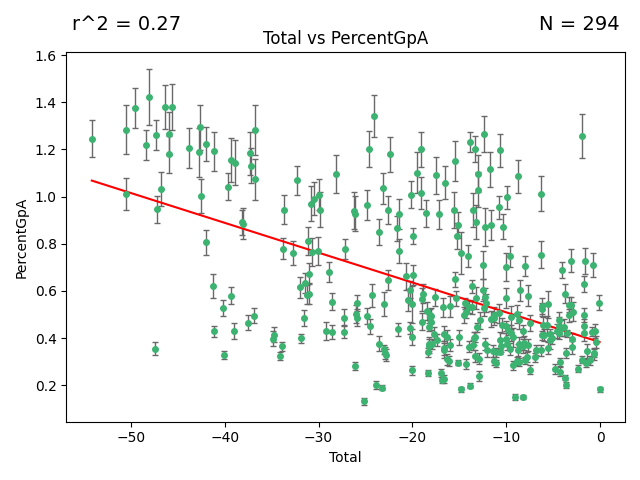 r^2 = 0.27
N = 294
Total vs PercentGpA
1.6
1.4
1.2
1.0
0.8
0.6
0.4
0.2
PercentGpA
−50
−40
−30
−20
−10
0
Total